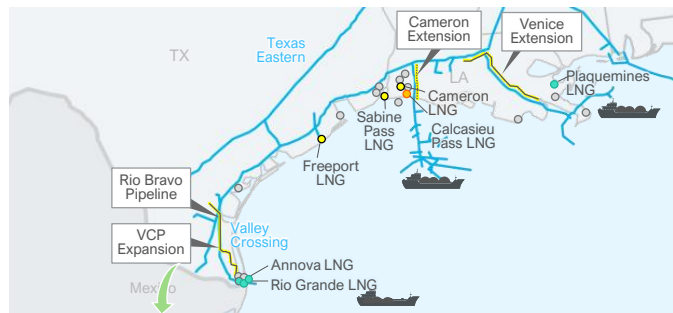 Cameron
Extension
Venice
Extension
TX
Texas
Eastern
LA
Plaquemines
LNG
Cameron
LNG
Sabine
Pass
LNG
Calcasieu
Pass LNG
Freeport
LNG
Rio Bravo
Pipeline
VCP
Expansion
Valley
Crossing
Annova LNG
Rio Grande LNG
Mexico